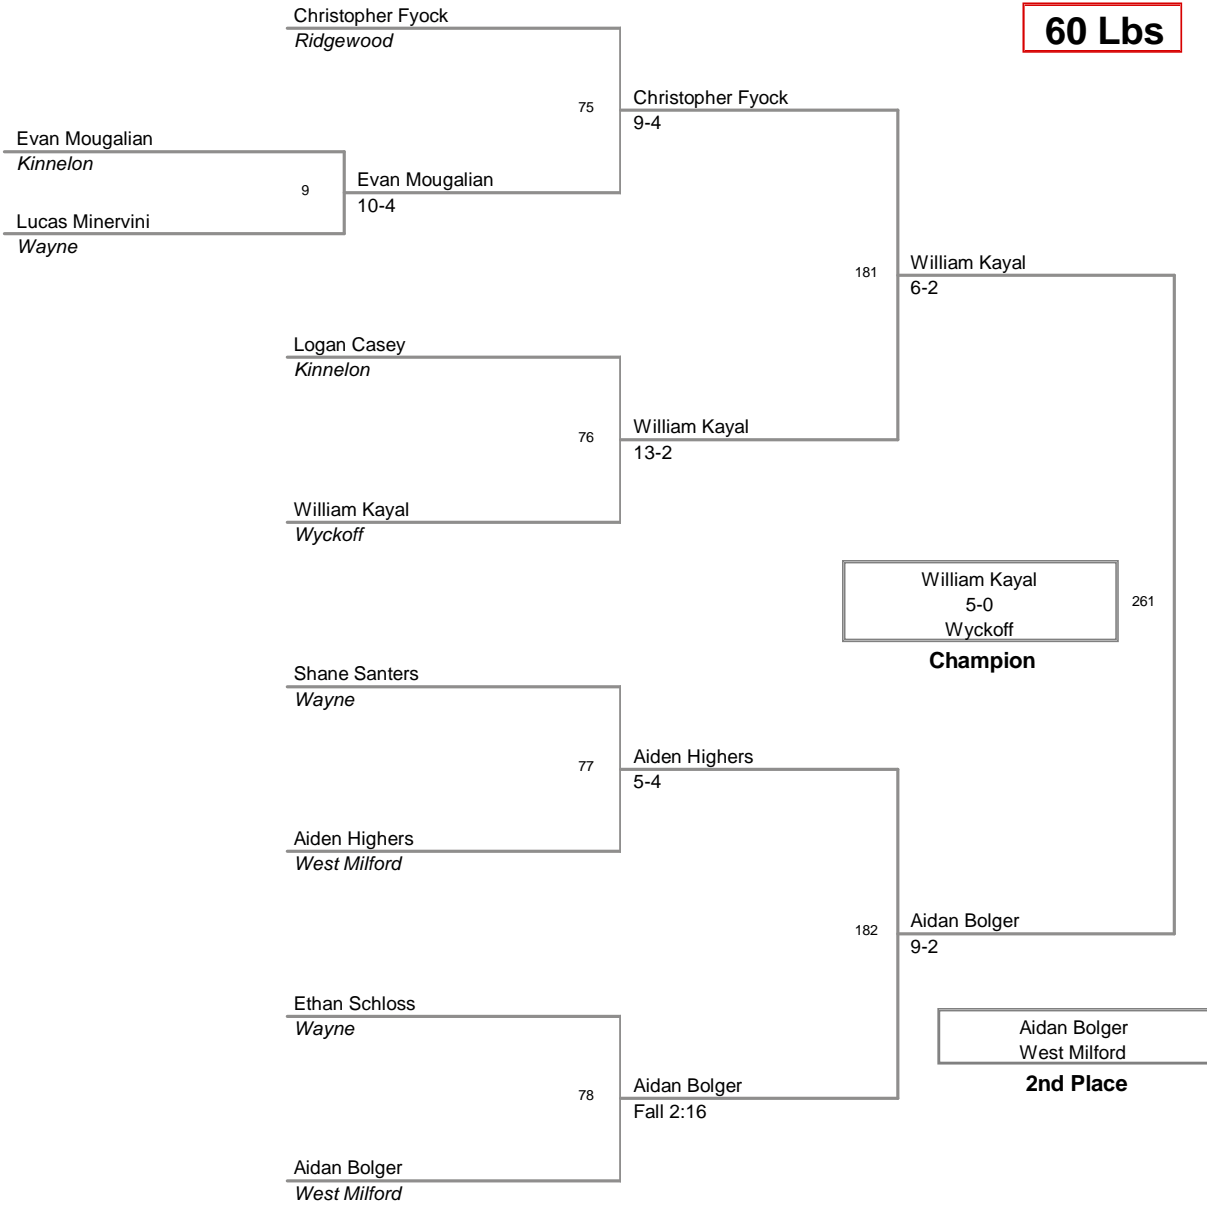 Christopher Fyock
Ridgewood
60 Lbs
75
Christopher Fyock
9-4
Evan Mougalian
Kinnelon
9
Evan Mougalian
10-4
Lucas Minervini
Wayne
181
William Kayal
6-2
Logan Casey
Kinnelon
76
William Kayal
13-2
William Kayal
Wyckoff
William Kayal
5-0
Wyckoff
261
Champion
Shane Santers
Wayne
77
Aiden Highers
5-4
Aiden Highers
West Milford
182
Aidan Bolger
9-2
Ethan Schloss
Wayne
Aidan Bolger
West Milford
2nd Place
78
Aidan Bolger
Fall 2:16
Aidan Bolger
West Milford